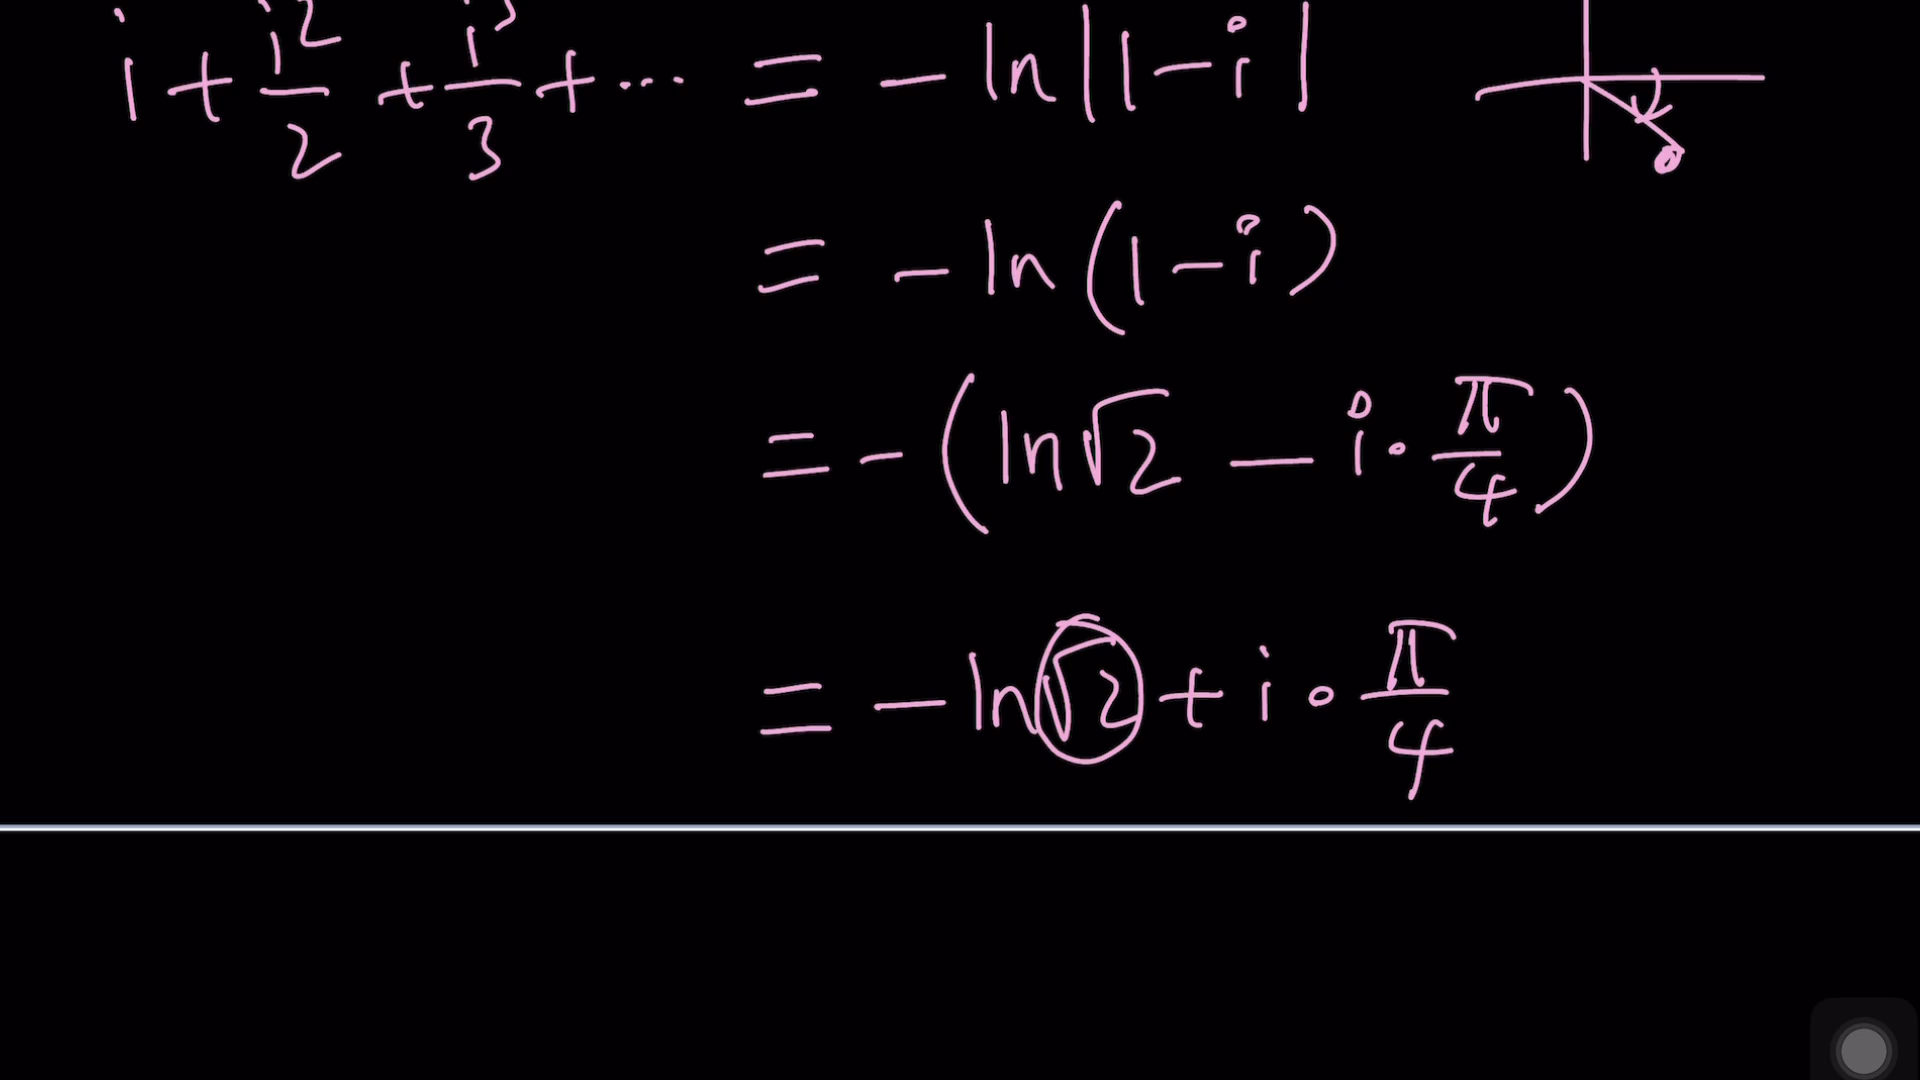 i + i²/2 + i³/3 + ... = - ln|1-i|
= - ln(1-i)
= - (ln√2 - i · π/4)
= - ln√2 + i · π/4